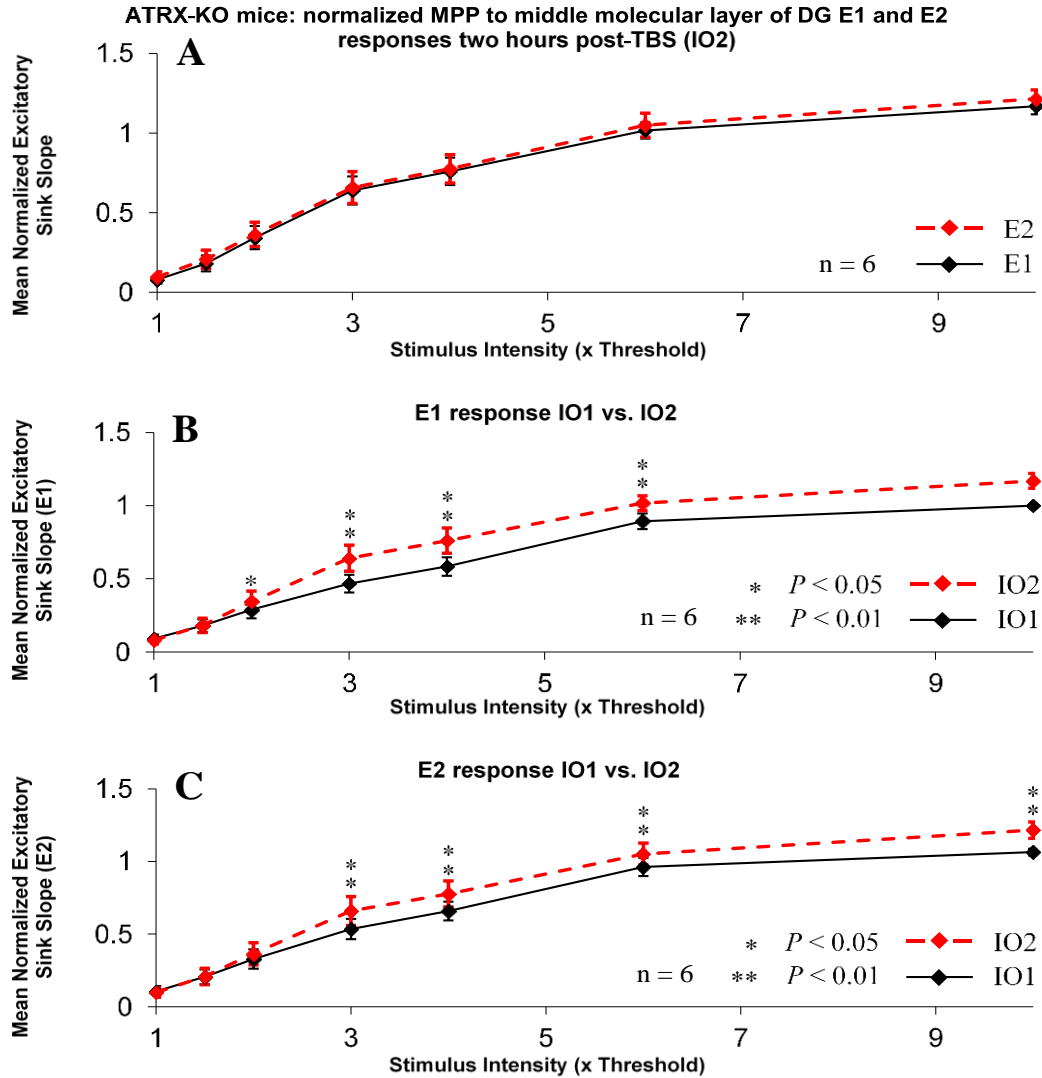 ATRX-KO mice: normalized MPP to middle molecular layer of DG E1 and E2
responses two hours post-TBS (IO2)
A
Mean Normalized Excitatory
Sink Slope
1.5
1
0.5
0
E2
n = 6
E1
1 3 5 7 9
Stimulus Intensity (x Threshold)
E1 response IO1 vs. IO2
B
Mean Normalized Excitatory
Sink Slope (E1)
1.5
1
0.5
0
*
* *
* *
* *
* P < 0.05 IO2
n = 6 ** P < 0.01 IO1
1 3 5 7 9
Stimulus Intensity (x Threshold)
E2 response IO1 vs. IO2
C
Mean Normalized Excitatory
Sink Slope (E2)
1.5
1
0.5
0
* *
* *
* *
* *
* P < 0.05 IO2
n = 6 ** P < 0.01 IO1
1 3 5 7 9
Stimulus Intensity (x Threshold)